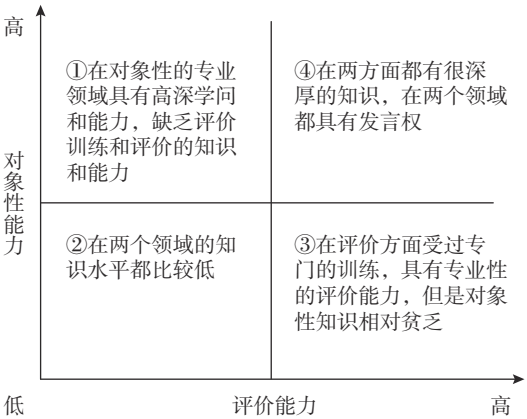 高
①在对象性的专业
领域具有高深学问
和能力，缺乏评价
训练和评价的知识
和能力
④在两方面都有很深
厚的知识，在两个领域
都具有发言权
对象性能力
②在两个领域的知
识水平都比较低
③在评价方面受过专
门的训练，具有专业性
的评价能力，但是对象
性知识相对贫乏
低
评价能力
高